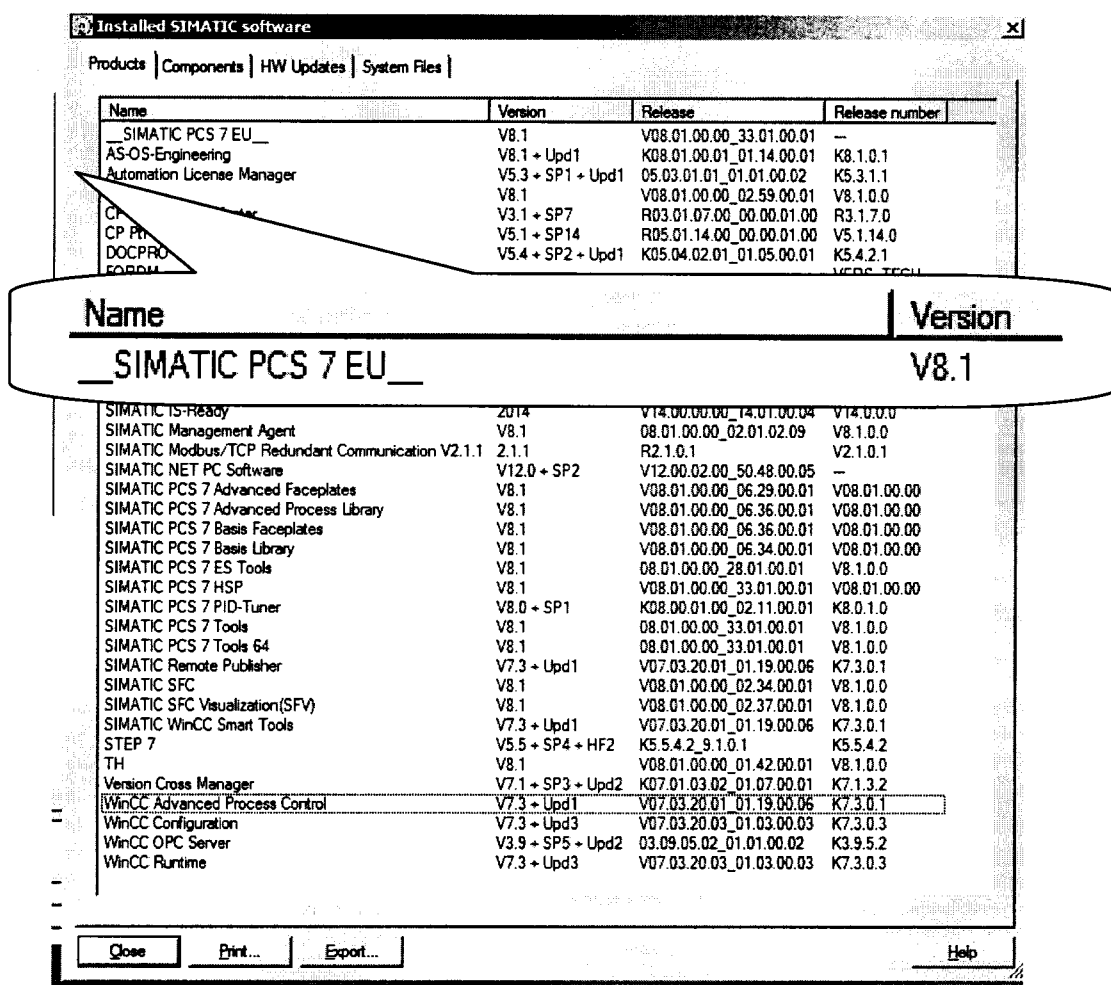 Installed SIMATIC software
Products Components HW Updates System Files
Name Version Release Release number
__SIMATIC PCS 7 EU__ V8.1 V08.01.00.00_33.01.00.01 ---
AS-OS-Engineering V8.1 + Upd1 K08.01.00.01_01.14.00.01 K8.1.0.1
Automation License Manager V5.3 + SP1 + Upd1 05.03.01.01_01.01.00.02 K5.3.1.1
V8.1 V08.01.00.00_02.59.00.01 V8.1.0.0
V3.1 + SP7 R03.01.07.00_00.00.01.00 R3.1.7.0
CP V5.1 + SP14 R05.01.14.00_00.00.01.00 V5.1.14.0
DOCPRO V5.4 + SP2 + Upd1 K05.04.02.01_01.05.00.01 K5.4.2.1
Name Version
__SIMATIC PCS 7 EU__ V8.1
SIMATIC IS-Ready 2014 V14.00.00.00_14.01.00.04 V14.0.0.0
SIMATIC Management Agent V8.1 08.01.00.00_02.01.02.09 V8.1.0.0
SIMATIC Modbus/TCP Redundant Communication V2.1.1 2.1.1 R2.1.0.1 V2.1.0.1
SIMATIC NET PC Software V12.0 + SP2 V12.00.02.00_50.48.00.05 ---
SIMATIC PCS 7 Advanced Faceplates V8.1 V08.01.00.00_06.29.00.01 V08.01.00.00
SIMATIC PCS 7 Advanced Process Library V8.1 V08.01.00.00_06.36.00.01 V08.01.00.00
SIMATIC PCS 7 Basis Faceplates V8.1 V08.01.00.00_06.36.00.01 V08.01.00.00
SIMATIC PCS 7 Basis Library V8.1 V08.01.00.00_06.34.00.01 V08.01.00.00
SIMATIC PCS 7 ES Tools V8.1 08.01.00.00_28.01.00.01 V8.1.0.0
SIMATIC PCS 7 HSP V8.1 V08.01.00.00_33.01.00.01 V08.01.00.00
SIMATIC PCS 7 PID-Tuner V8.0 + SP1 K08.00.01.00_02.11.00.01 K8.0.1.0
SIMATIC PCS 7 Tools V8.1 08.01.00.00_33.01.00.01 V8.1.0.0
SIMATIC PCS 7 Tools 64 V8.1 08.01.00.00_33.01.00.01 V8.1.0.0
SIMATIC Remote Publisher V7.3 + Upd1 V07.03.20.01_01.19.00.06 K7.3.0.1
SIMATIC SFC V8.1 V08.01.00.00_02.34.00.01 V8.1.0.0
SIMATIC SFC Visualization(SFV) V8.1 V08.01.00.00_02.37.00.01 V8.1.0.0
SIMATIC WinCC Smart Tools V7.3 + Upd1 V07.03.20.01_01.19.00.06 K7.3.0.1
STEP 7 V5.5 + SP4 + HF2 K5.5.4.2_9.1.0.1 K5.5.4.2
TH V8.1 V08.01.00.00_01.42.00.01 V8.1.0.0
Version Cross Manager V7.1 + SP3 + Upd2 K07.01.03.02_01.07.00.01 K7.1.3.2
WinCC Advanced Process Control V7.3 + Upd1 V07.03.20.01_01.19.00.06 K7.3.0.1
WinCC Configuration V7.3 + Upd3 V07.03.20.03_01.03.00.03 K7.3.0.3
WinCC OPC Server V3.9 + SP5 + Upd2 03.09.05.02_01.01.00.02 K3.9.5.2
WinCC Runtime V7.3 + Upd3 V07.03.20.03_01.03.00.03 K7.3.0.3
Close Print... Export... Help